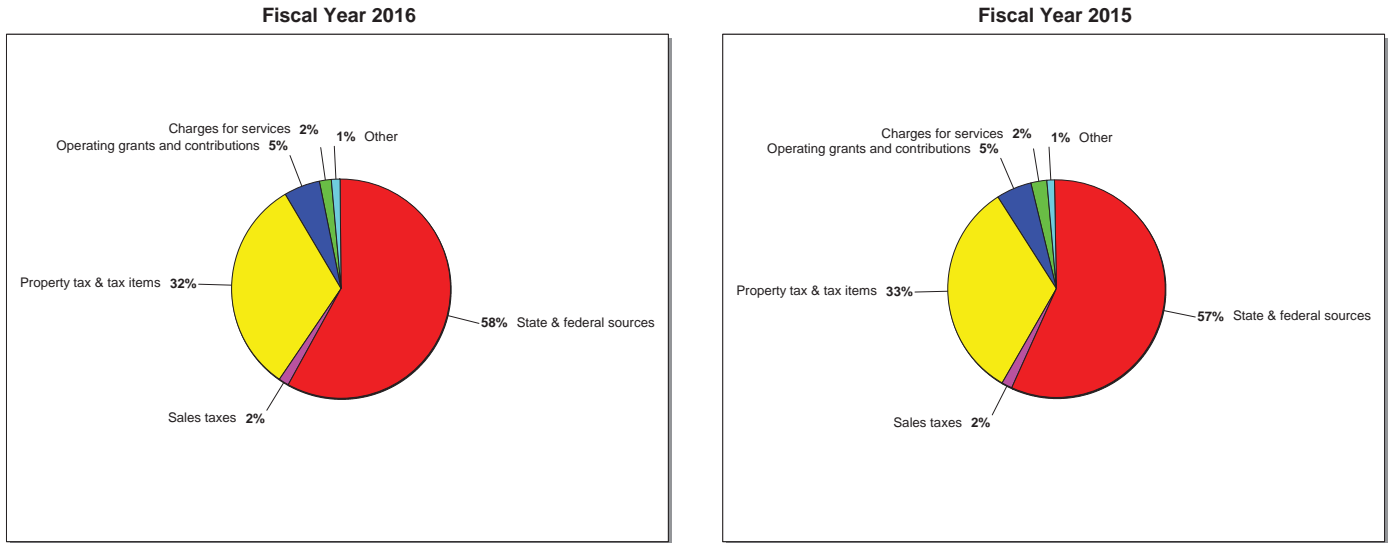 Fiscal Year 2016
Charges for services 2%
1% Other
Operating grants and contributions 5%
Property tax & tax items 32%
58% State & federal sources
Sales taxes 2%
Fiscal Year 2015
Charges for services 2%
1% Other
Operating grants and contributions 5%
Property tax & tax items 33%
57% State & federal sources
Sales taxes 2%